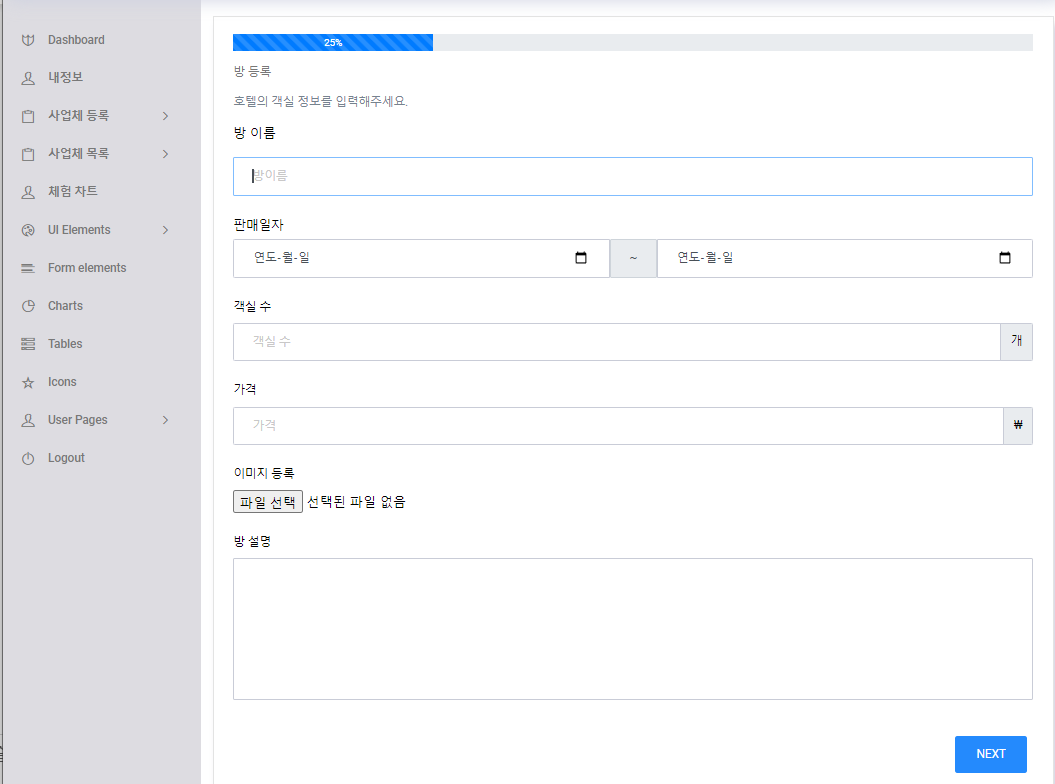 Dashboard
내정보
사업체 등록
사업체 목록
체험 차트
UI Elements
Form elements
Charts
Tables
Icons
User Pages
Logout
25%
방 등록
호텔의 객실 정보를 입력해주세요.
방 이름
방이름
판매일자
연도-월-일 ~ 연도-월-일
객실 수
객실 수 개
가격
가격 ₩
이미지 등록
파일 선택 선택된 파일 없음
방 설명
NEXT